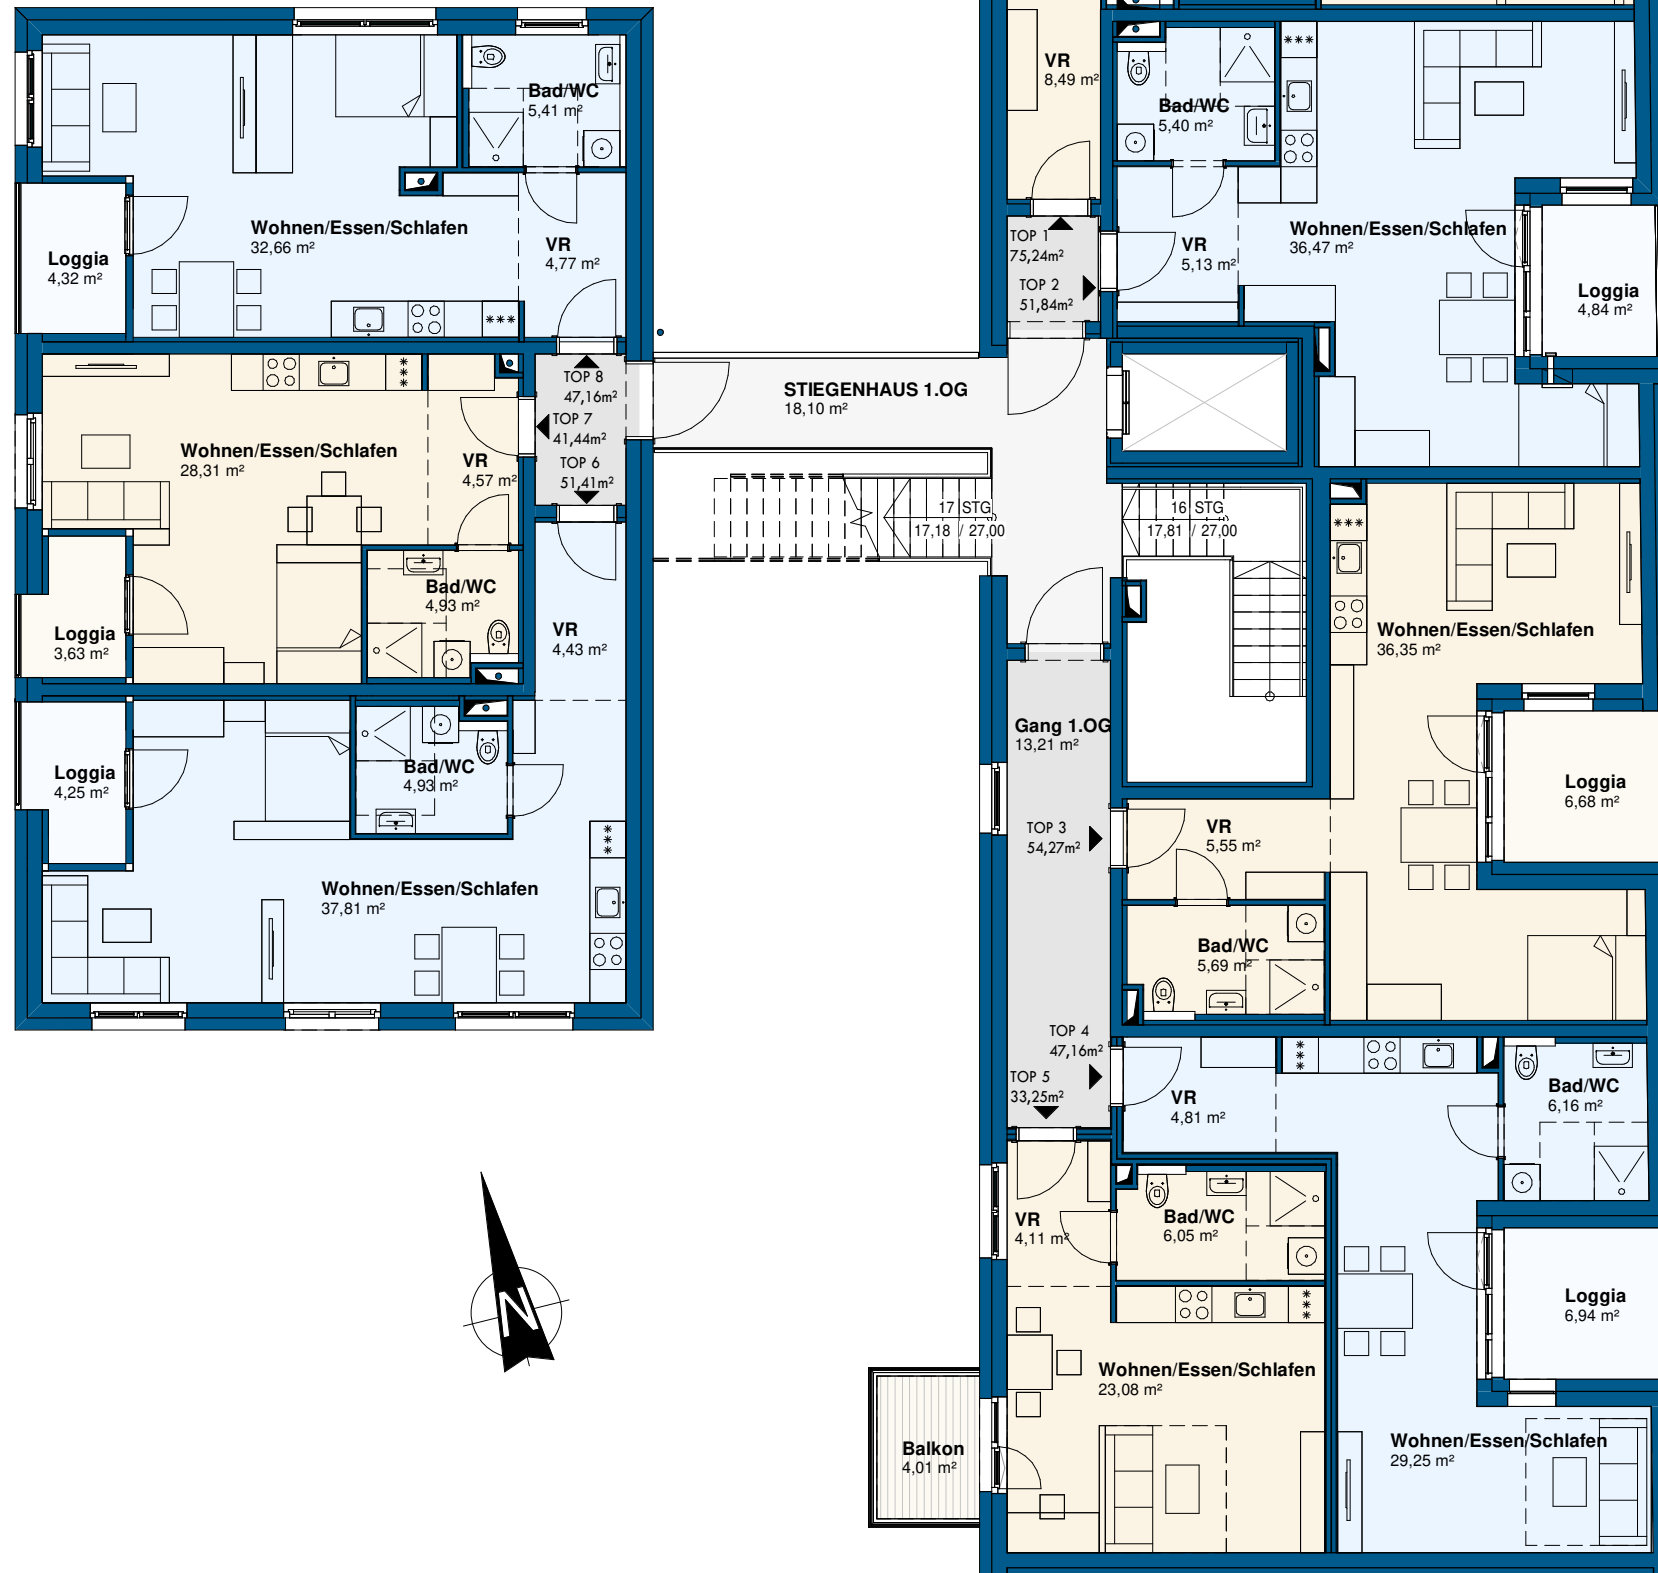 Bad/WC
5,41 m²
Wohnen/Essen/Schlafen
32,66 m²
VR
4,77 m²
Loggia
4,32 m²
TOP 8
47,16m²
TOP 7
41,44m²
TOP 6
51,41m²
Wohnen/Essen/Schlafen
28,31 m²
VR
4,57 m²
Bad/WC
4,93 m²
Loggia
3,63 m²
VR
4,43 m²
Loggia
4,25 m²
Bad/WC
4,93 m²
Wohnen/Essen/Schlafen
37,81 m²
STIEGENHAUS 1.OG
18,10 m²
17 STG
17,18 / 27,00
16 STG
17,81 / 27,00
VR
8,49 m²
Bad/WC
5,40 m²
TOP 1
75,24m²
TOP 2
51,84m²
VR
5,13 m²
Wohnen/Essen/Schlafen
36,47 m²
Loggia
4,84 m²
Wohnen/Essen/Schlafen
36,35 m²
Gang 1.OG
13,21 m²
Loggia
6,68 m²
TOP 3
54,27m²
VR
5,55 m²
Bad/WC
5,69 m²
TOP 4
47,16m²
TOP 5
33,25m²
VR
4,81 m²
Bad/WC
6,16 m²
VR
4,11 m²
Bad/WC
6,05 m²
Loggia
6,94 m²
Wohnen/Essen/Schlafen
23,08 m²
Balkon
4,01 m²
Wohnen/Essen/Schlafen
29,25 m²
N